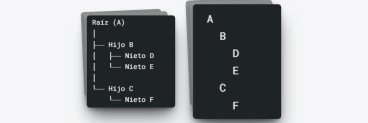 Raíz (A)
│
├── Hijo B
│   ├── Nieto D
│   └── Nieto E
│
└── Hijo C
    └── Nieto F
A
B
D
E
C
F